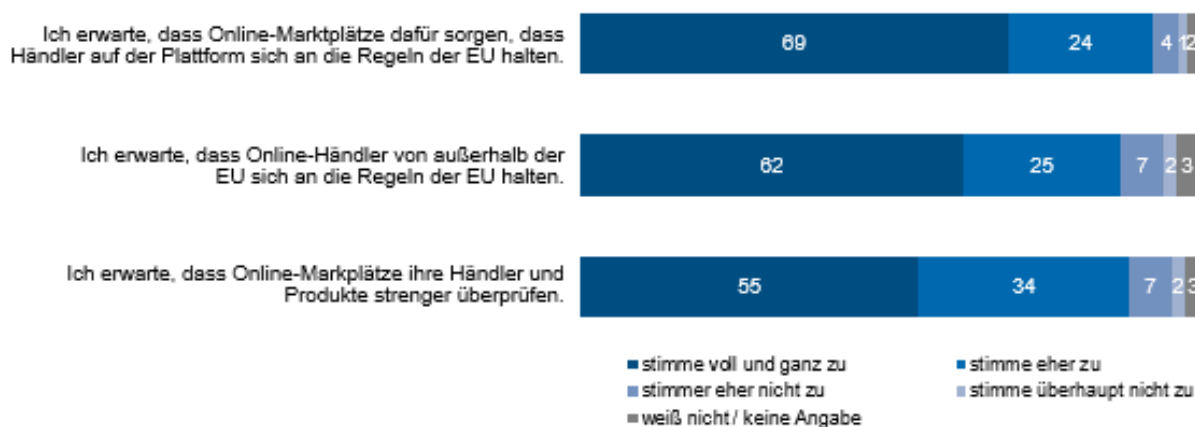 Ich erwarte, dass Online-Marktplätze dafür sorgen, dass
Händler auf der Plattform sich an die Regeln der EU halten.
69 24 4 1 2
Ich erwarte, dass Online-Händler von außerhalb der
EU sich an die Regeln der EU halten.
62 25 7 2 3
Ich erwarte, dass Online-Markplätze ihre Händler und
Produkte strenger überprüfen.
55 34 7 2 3
stimme voll und ganz zu
stimme eher zu
stimmer eher nicht zu
stimme überhaupt nicht zu
weiß nicht / keine Angabe